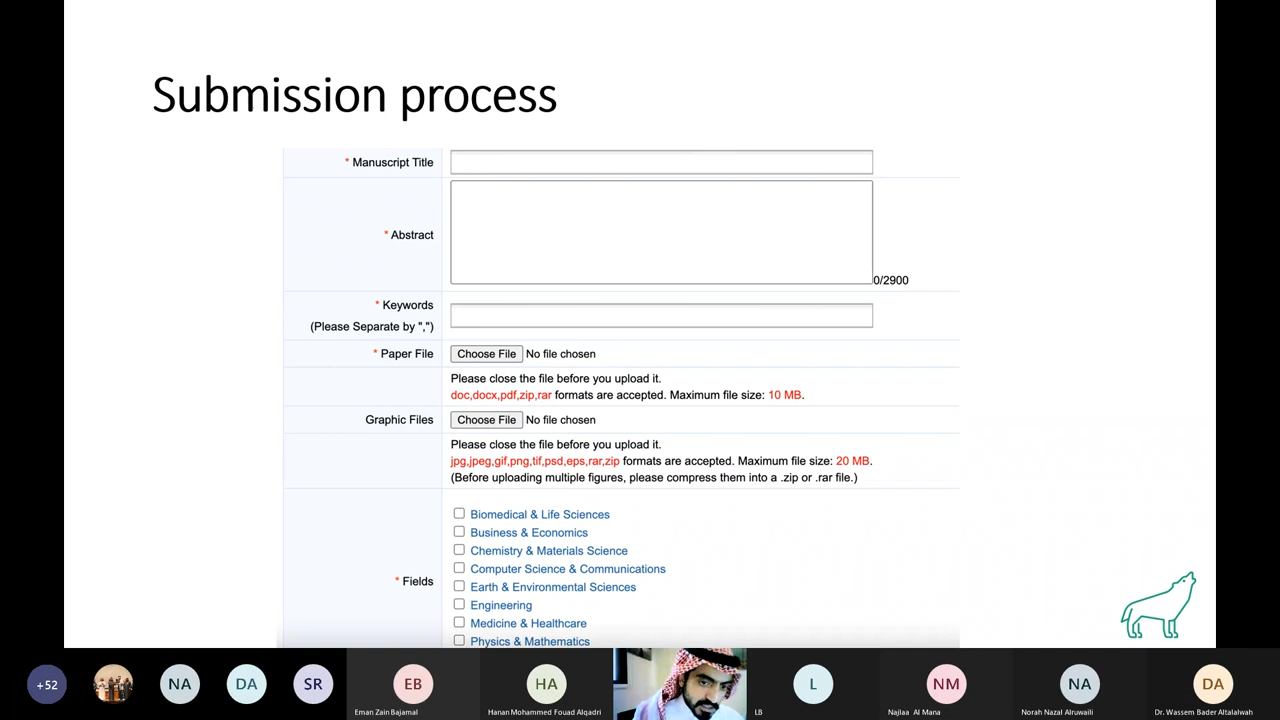 Submission process
* Manuscript Title
* Abstract
0/2900
* Keywords
(Please Separate by ",")
* Paper File
Choose File No file chosen
Please close the file before you upload it.
doc,docx,pdf,zip,rar formats are accepted. Maximum file size: 10 MB.
Graphic Files
Choose File No file chosen
Please close the file before you upload it.
jpg,jpeg,gif,png,tif,psd,eps,rar,zip formats are accepted. Maximum file size: 20 MB.
(Before uploading multiple figures, please compress them into a .zip or .rar file.)
* Fields
Biomedical & Life Sciences
Business & Economics
Chemistry & Materials Science
Computer Science & Communications
Earth & Environmental Sciences
Engineering
Medicine & Healthcare
Physics & Mathematics
+52
NA
DA
SR
EB
Eman Zain Bajamal
HA
Hanan Mohammed Fouad Alqadri
L
LB
NM
Najlaa Al Mana
NA
Norah Nazal Alruwaili
DA
Dr. Wassem Bader Altalalwah